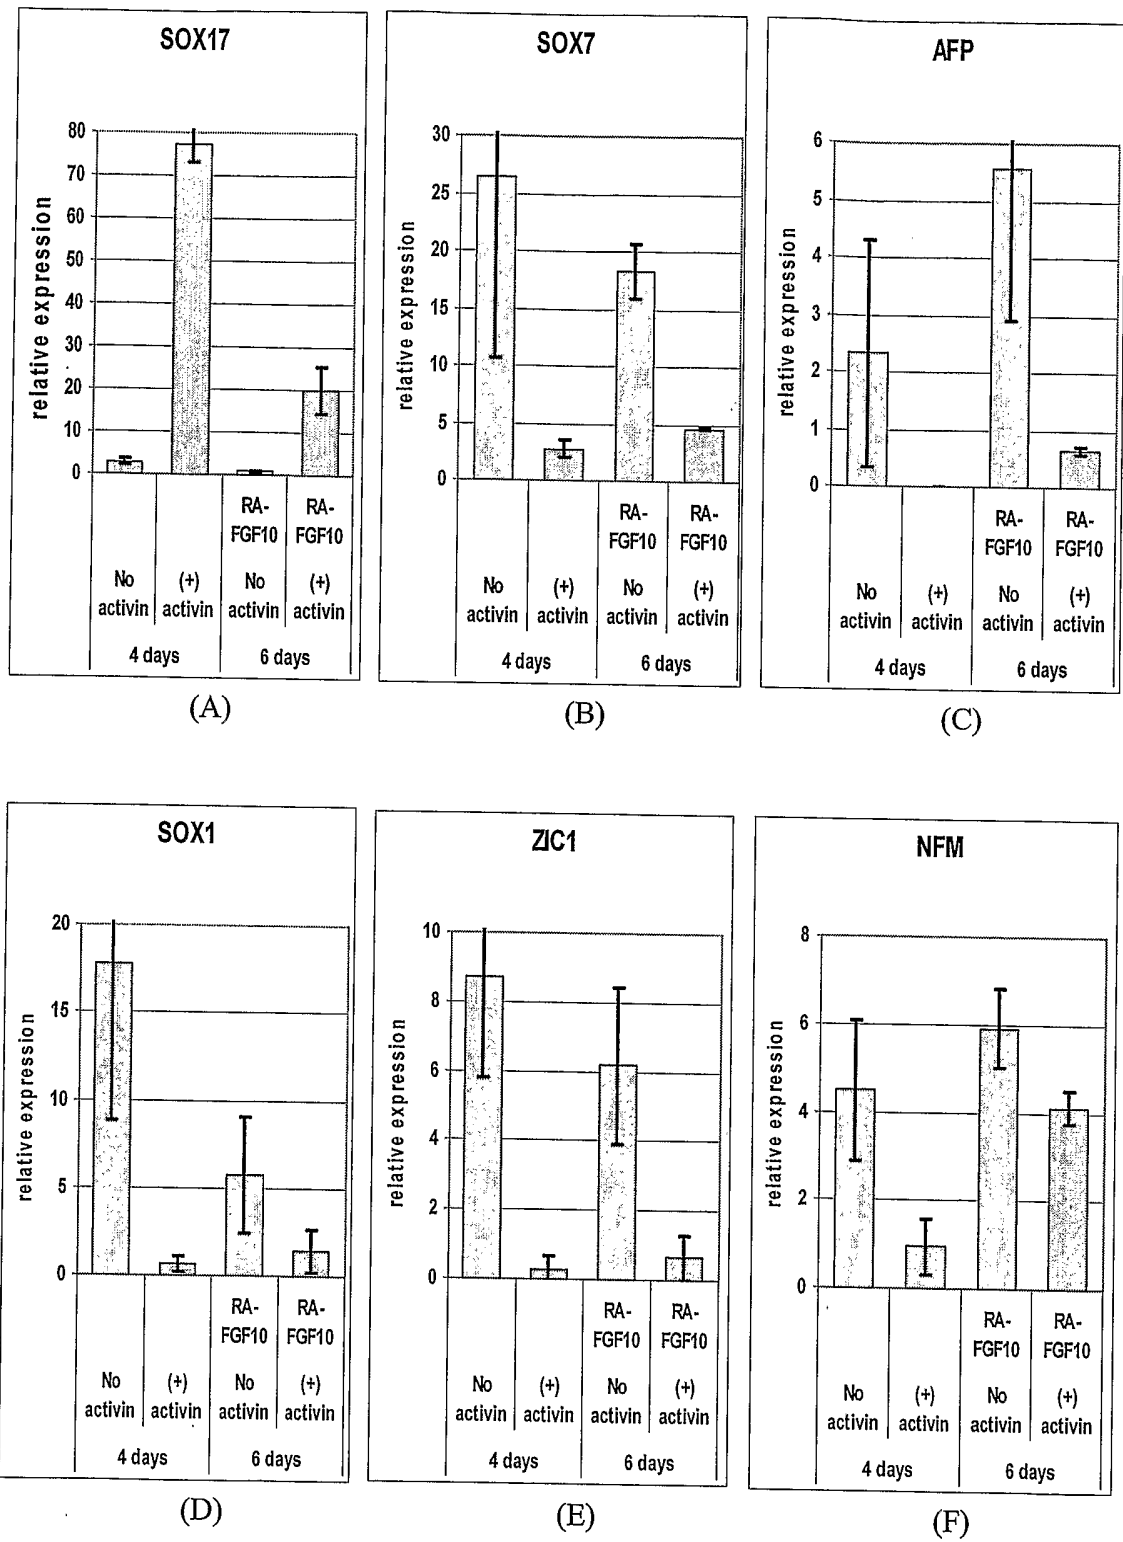 SOX17
80
70
60
50
40
30
20
10
0
relative expression
RA- RA-
FGF10 FGF10
No (+) No (+)
activin activin activin activin
4 days 6 days
(A)
SOX7
30
25
20
15
10
5
0
relative expression
RA- RA-
FGF10 FGF10
No (+) No (+)
activin activin activin activin
4 days 6 days
(B)
AFP
6
5
4
3
2
1
0
relative expression
RA- RA-
FGF10 FGF10
No (+) No (+)
activin activin activin activin
4 days 6 days
(C)
SOX1
20
15
10
5
0
relative expression
RA- RA-
FGF10 FGF10
No (+) No (+)
activin activin activin activin
4 days 6 days
(D)
ZIC1
10
8
6
4
2
0
relative expression
RA- RA-
FGF10 FGF10
No (+) No (+)
activin activin activin activin
4 days 6 days
(E)
NFM
8
6
4
2
0
relative expression
RA- RA-
FGF10 FGF10
No (+) No (+)
activin activin activin activin
4 days 6 days
(F)